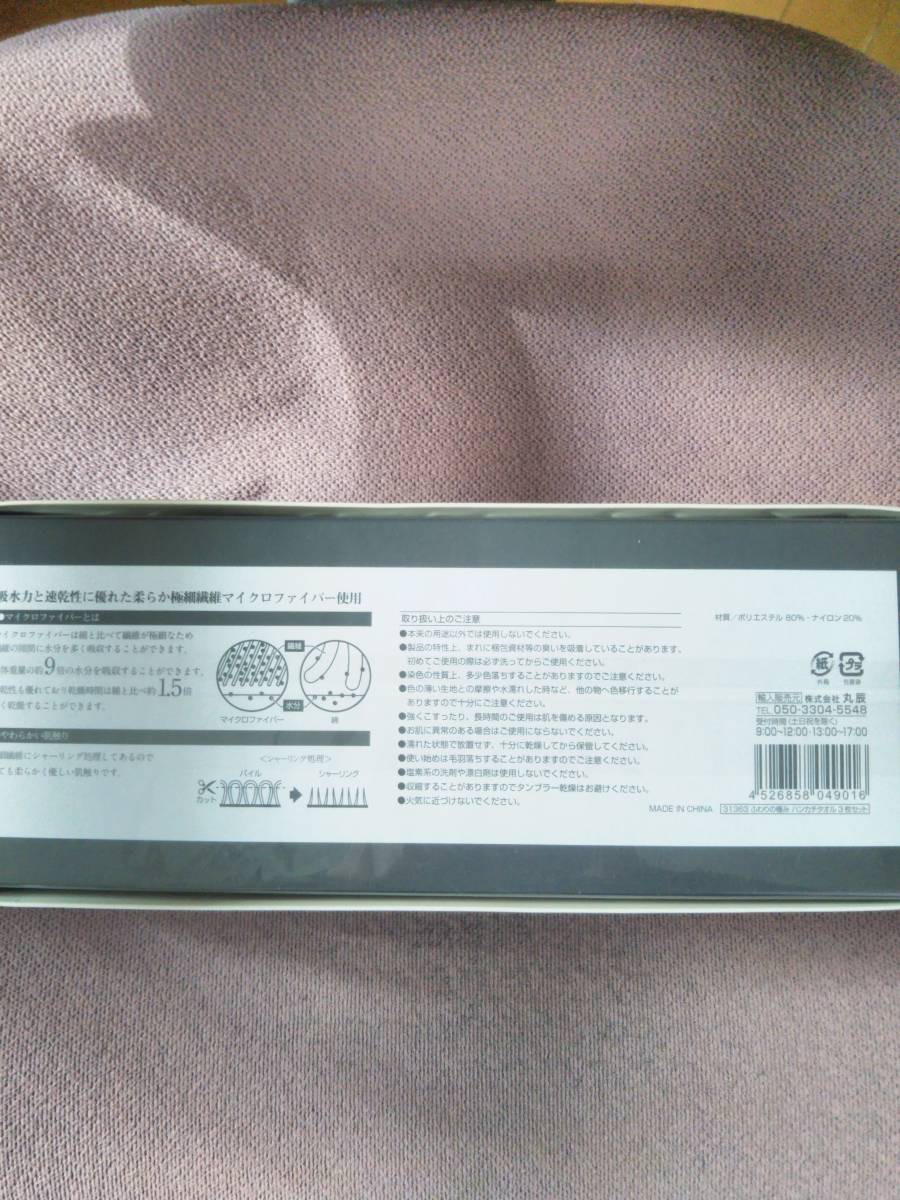 吸水力と速乾性に優れた柔らか極細繊維マイクロファイバー使用
●マイクロファイバーとは
イクロファイバーは綿と比べて繊維が極細なため
維の間隙に水分を多く吸収することができます。
体重量の約9倍の水分を吸収することができます。
乾性も優れており乾燥時間は綿と比べ約1.5倍
く乾燥することができます。
繊維
水分
マイクロファイバー
綿
やわらかい肌触り
細繊維にシャーリング処理してあるので
ても柔らかく優しい肌触りです。
<シャーリング処理>
パイル
シャーリング
カット
取り扱い上のご注意
●本来の用途以外では使用しないでください。
●製品の特性上、まれに梱包資材等の臭いを吸着していることがあります。
初めてご使用の際は必ず洗ってからご使用ください。
●染色の性質上、多少色落ちすることがありますのでご注意ください。
●色の薄い生地との摩擦や水濡れした時など、他の物へ色移行することが
ありますので十分にご注意ください。
●強くこすったり、長時間のご使用は肌を傷める原因となります。
●お肌に異常のある場合はご使用にならないでください。
●濡れた状態で放置せず、十分に乾燥してから保管してください。
●使い始めは毛羽落ちすることがありますのでご注意ください。
●塩素系の洗剤や漂白剤は使用しないでください。
●収縮することがありますのでタンブラー乾燥はお避けください。
●火気に近づけないでください。
材質/ポリエステル 80%・ナイロン 20%
紙
プラ
外箱
包装袋
輸入販売元 株式会社 丸辰
TEL 050-3304-5548
受付時間(土日祝を除く)
9:00~12:00・13:00~17:00
4 526858 049016
MADE IN CHINA
31363 ふわりの極み ハンカチタオル 3枚セット